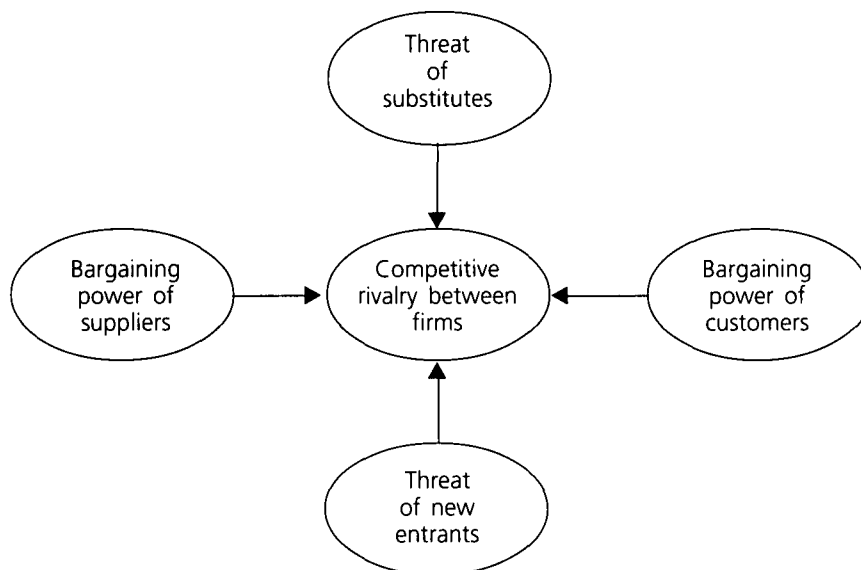 Threat
of
substitutes
Bargaining
power of
suppliers
Competitive
rivalry between
firms
Bargaining
power of
customers
Threat
of new
entrants